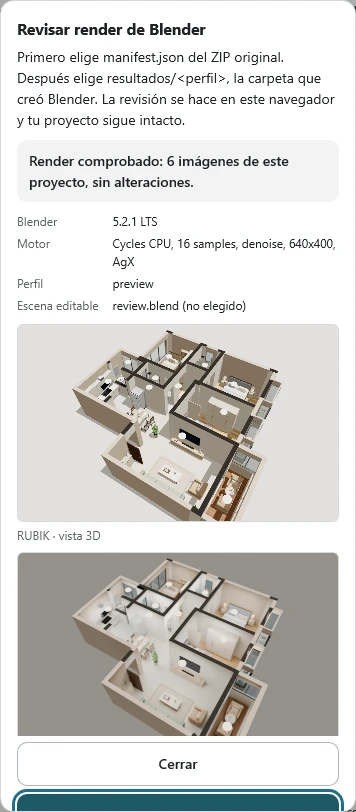 Revisar render de Blender
Primero elige manifest.json del ZIP original.
Después elige resultados/<perfil>, la carpeta que
creó Blender. La revisión se hace en este navegador
y tu proyecto sigue intacto.
Render comprobado: 6 imágenes de este
proyecto, sin alteraciones.
Blender 5.2.1 LTS
Motor Cycles CPU, 16 samples, denoise, 640x400,
AgX
Perfil preview
Escena editable review.blend (no elegido)
RUBIK · vista 3D
Cerrar